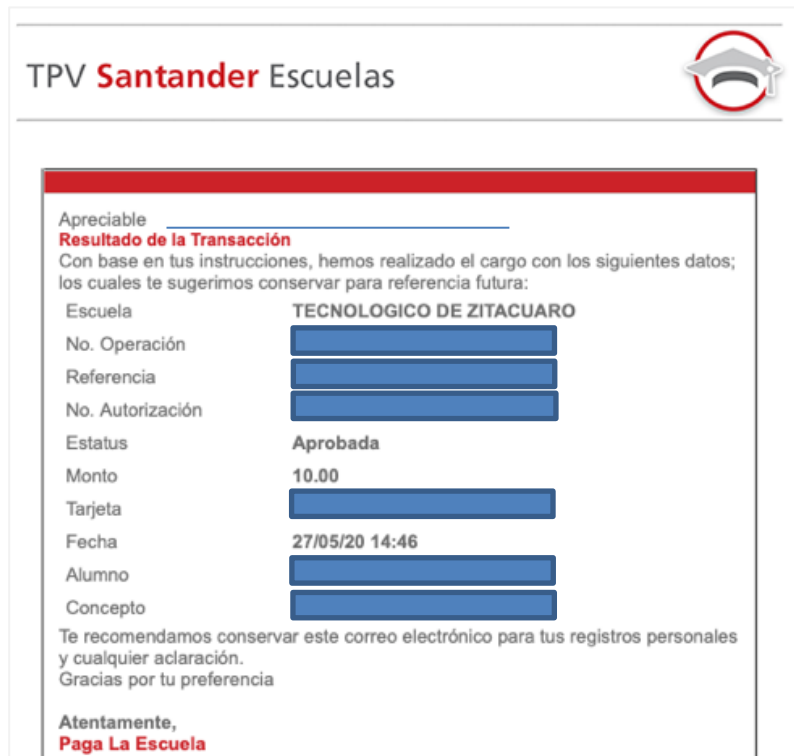 TPV Santander Escuelas
Apreciable
Resultado de la Transacción
Con base en tus instrucciones, hemos realizado el cargo con los siguientes datos;
los cuales te sugerimos conservar para referencia futura:
Escuela TECNOLOGICO DE ZITACUARO
No. Operación
Referencia
No. Autorización
Estatus Aprobada
Monto 10.00
Tarjeta
Fecha 27/05/20 14:46
Alumno
Concepto
Te recomendamos conservar este correo electrónico para tus registros personales
y cualquier aclaración.
Gracias por tu preferencia
Atentamente,
Paga La Escuela